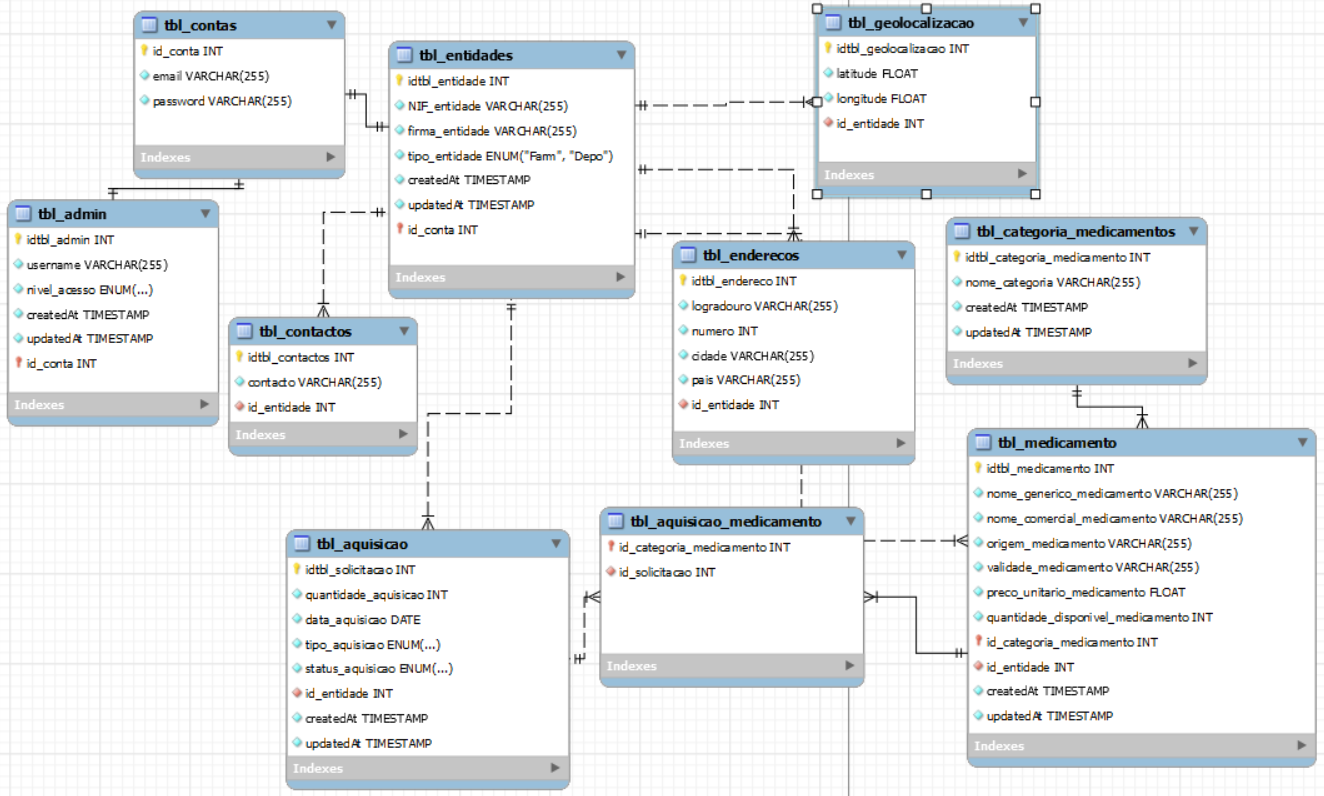 tbl_contas
id_conta INT
email VARCHAR(255)
password VARCHAR(255)
Indexes
tbl_entidades
idtbl_entidade INT
NIF_entidade VARCHAR(255)
firma_entidade VARCHAR(255)
tipo_entidade ENUM("Farm", "Depo")
createdAt TIMESTAMP
updatedAt TIMESTAMP
id_conta INT
Indexes
tbl_geolocalizacao
idtbl_geolocalizacao INT
latitude FLOAT
longitude FLOAT
id_entidade INT
Indexes
tbl_admin
idtbl_admin INT
username VARCHAR(255)
nivel_acesso ENUM(...)
createdAt TIMESTAMP
updatedAt TIMESTAMP
id_conta INT
Indexes
tbl_contactos
idtbl_contactos INT
contacto VARCHAR(255)
id_entidade INT
Indexes
tbl_enderecos
idtbl_endereco INT
logradouro VARCHAR(255)
numero INT
cidade VARCHAR(255)
pais VARCHAR(255)
id_entidade INT
Indexes
tbl_categoria_medicamentos
idtbl_categoria_medicamento INT
nome_categoria VARCHAR(255)
createdAt TIMESTAMP
updatedAt TIMESTAMP
Indexes
tbl_aquisicao
idtbl_solicitacao INT
quantidade_aquisicao INT
data_aquisicao DATE
tipo_aquisicao ENUM(...)
status_aquisicao ENUM(...)
id_entidade INT
createdAt TIMESTAMP
updatedAt TIMESTAMP
Indexes
tbl_aquisicao_medicamento
id_categoria_medicamento INT
id_solicitacao INT
Indexes
tbl_medicamento
idtbl_medicamento INT
nome_generico_medicamento VARCHAR(255)
nome_comercial_medicamento VARCHAR(255)
origem_medicamento VARCHAR(255)
validade_medicamento VARCHAR(255)
preco_unitario_medicamento FLOAT
quantidade_disponivel_medicamento INT
id_categoria_medicamento INT
id_entidade INT
createdAt TIMESTAMP
updatedAt TIMESTAMP
Indexes